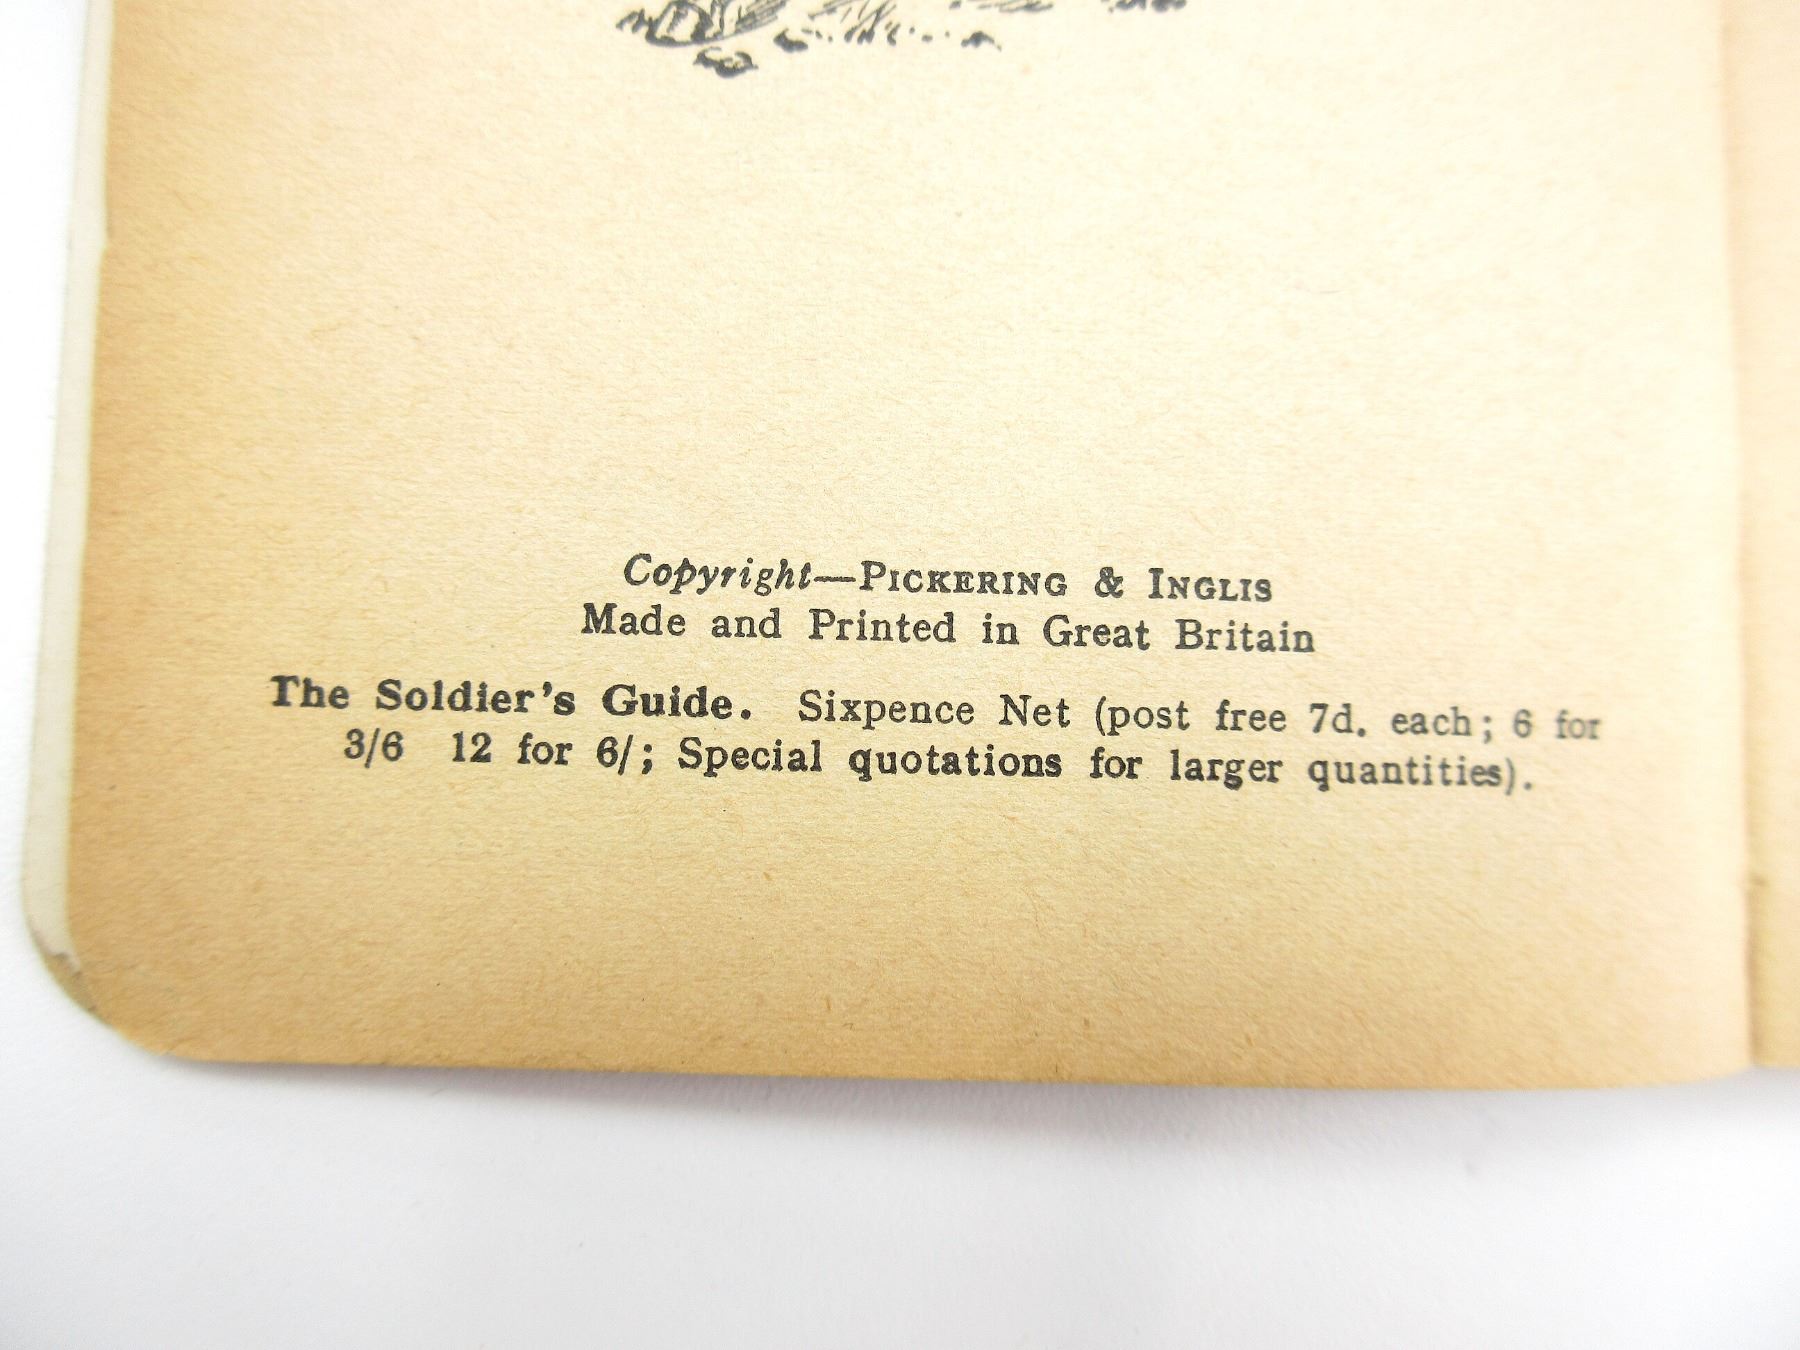 Copyright—PICKERING & INGLIS
Made and Printed in Great Britain
The Soldier's Guide. Sixpence Net (post free 7d. each; 6 for
3/6 12 for 6/; Special quotations for larger quantities).